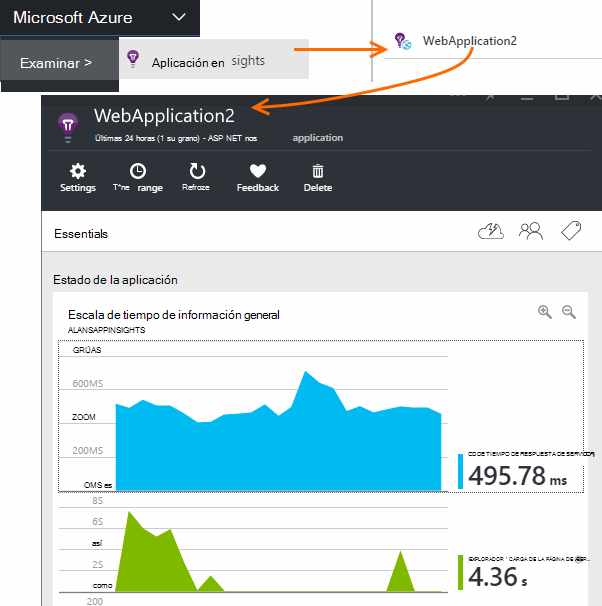 Microsoft Azure
Examinar >
Aplicación en sights
WebApplication2
WebApplication2
Últimas 24 horas (1 su grano) - ASP NET nos application
Settings
T*ne range
Refroze
Feedback
Delete
Essentials
Estado de la aplicación
Escala de tiempo de información general
ALANSAPPINSIGHTS
GRÚAS
600MS
ZOOM
200MS
OMS es
CO DE TIEMPO DE RESPUESTA DE SERVIDOR)
495.78 ms
8S
6S
así
2S
como
200
EXPLORADOR * CARGA DE LA PÁGINA DE
4.36 s